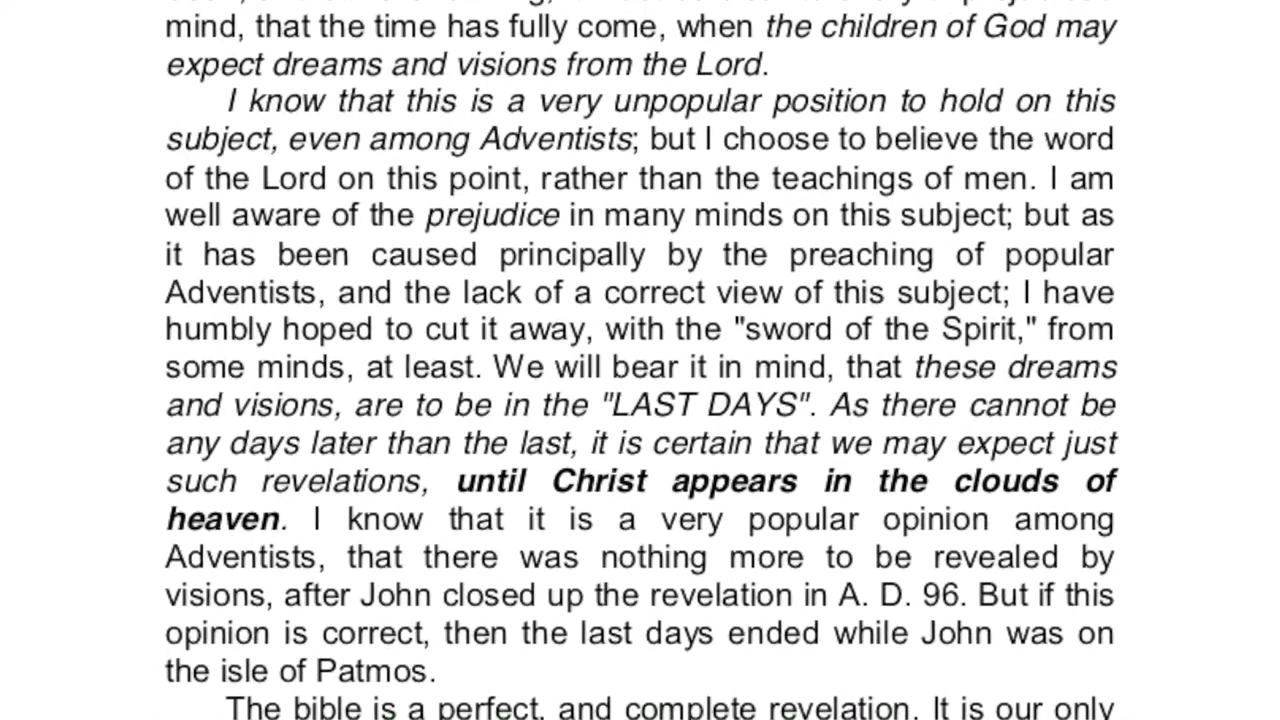 mind, that the time has fully come, when the children of God may
expect dreams and visions from the Lord.
I know that this is a very unpopular position to hold on this
subject, even among Adventists; but I choose to believe the word
of the Lord on this point, rather than the teachings of men. I am
well aware of the prejudice in many minds on this subject; but as
it has been caused principally by the preaching of popular
Adventists, and the lack of a correct view of this subject; I have
humbly hoped to cut it away, with the "sword of the Spirit," from
some minds, at least. We will bear it in mind, that these dreams
and visions, are to be in the "LAST DAYS". As there cannot be
any days later than the last, it is certain that we may expect just
such revelations, until Christ appears in the clouds of
heaven. I know that it is a very popular opinion among
Adventists, that there was nothing more to be revealed by
visions, after John closed up the revelation in A. D. 96. But if this
opinion is correct, then the last days ended while John was on
the isle of Patmos.
The bible is a perfect, and complete revelation. It is our only